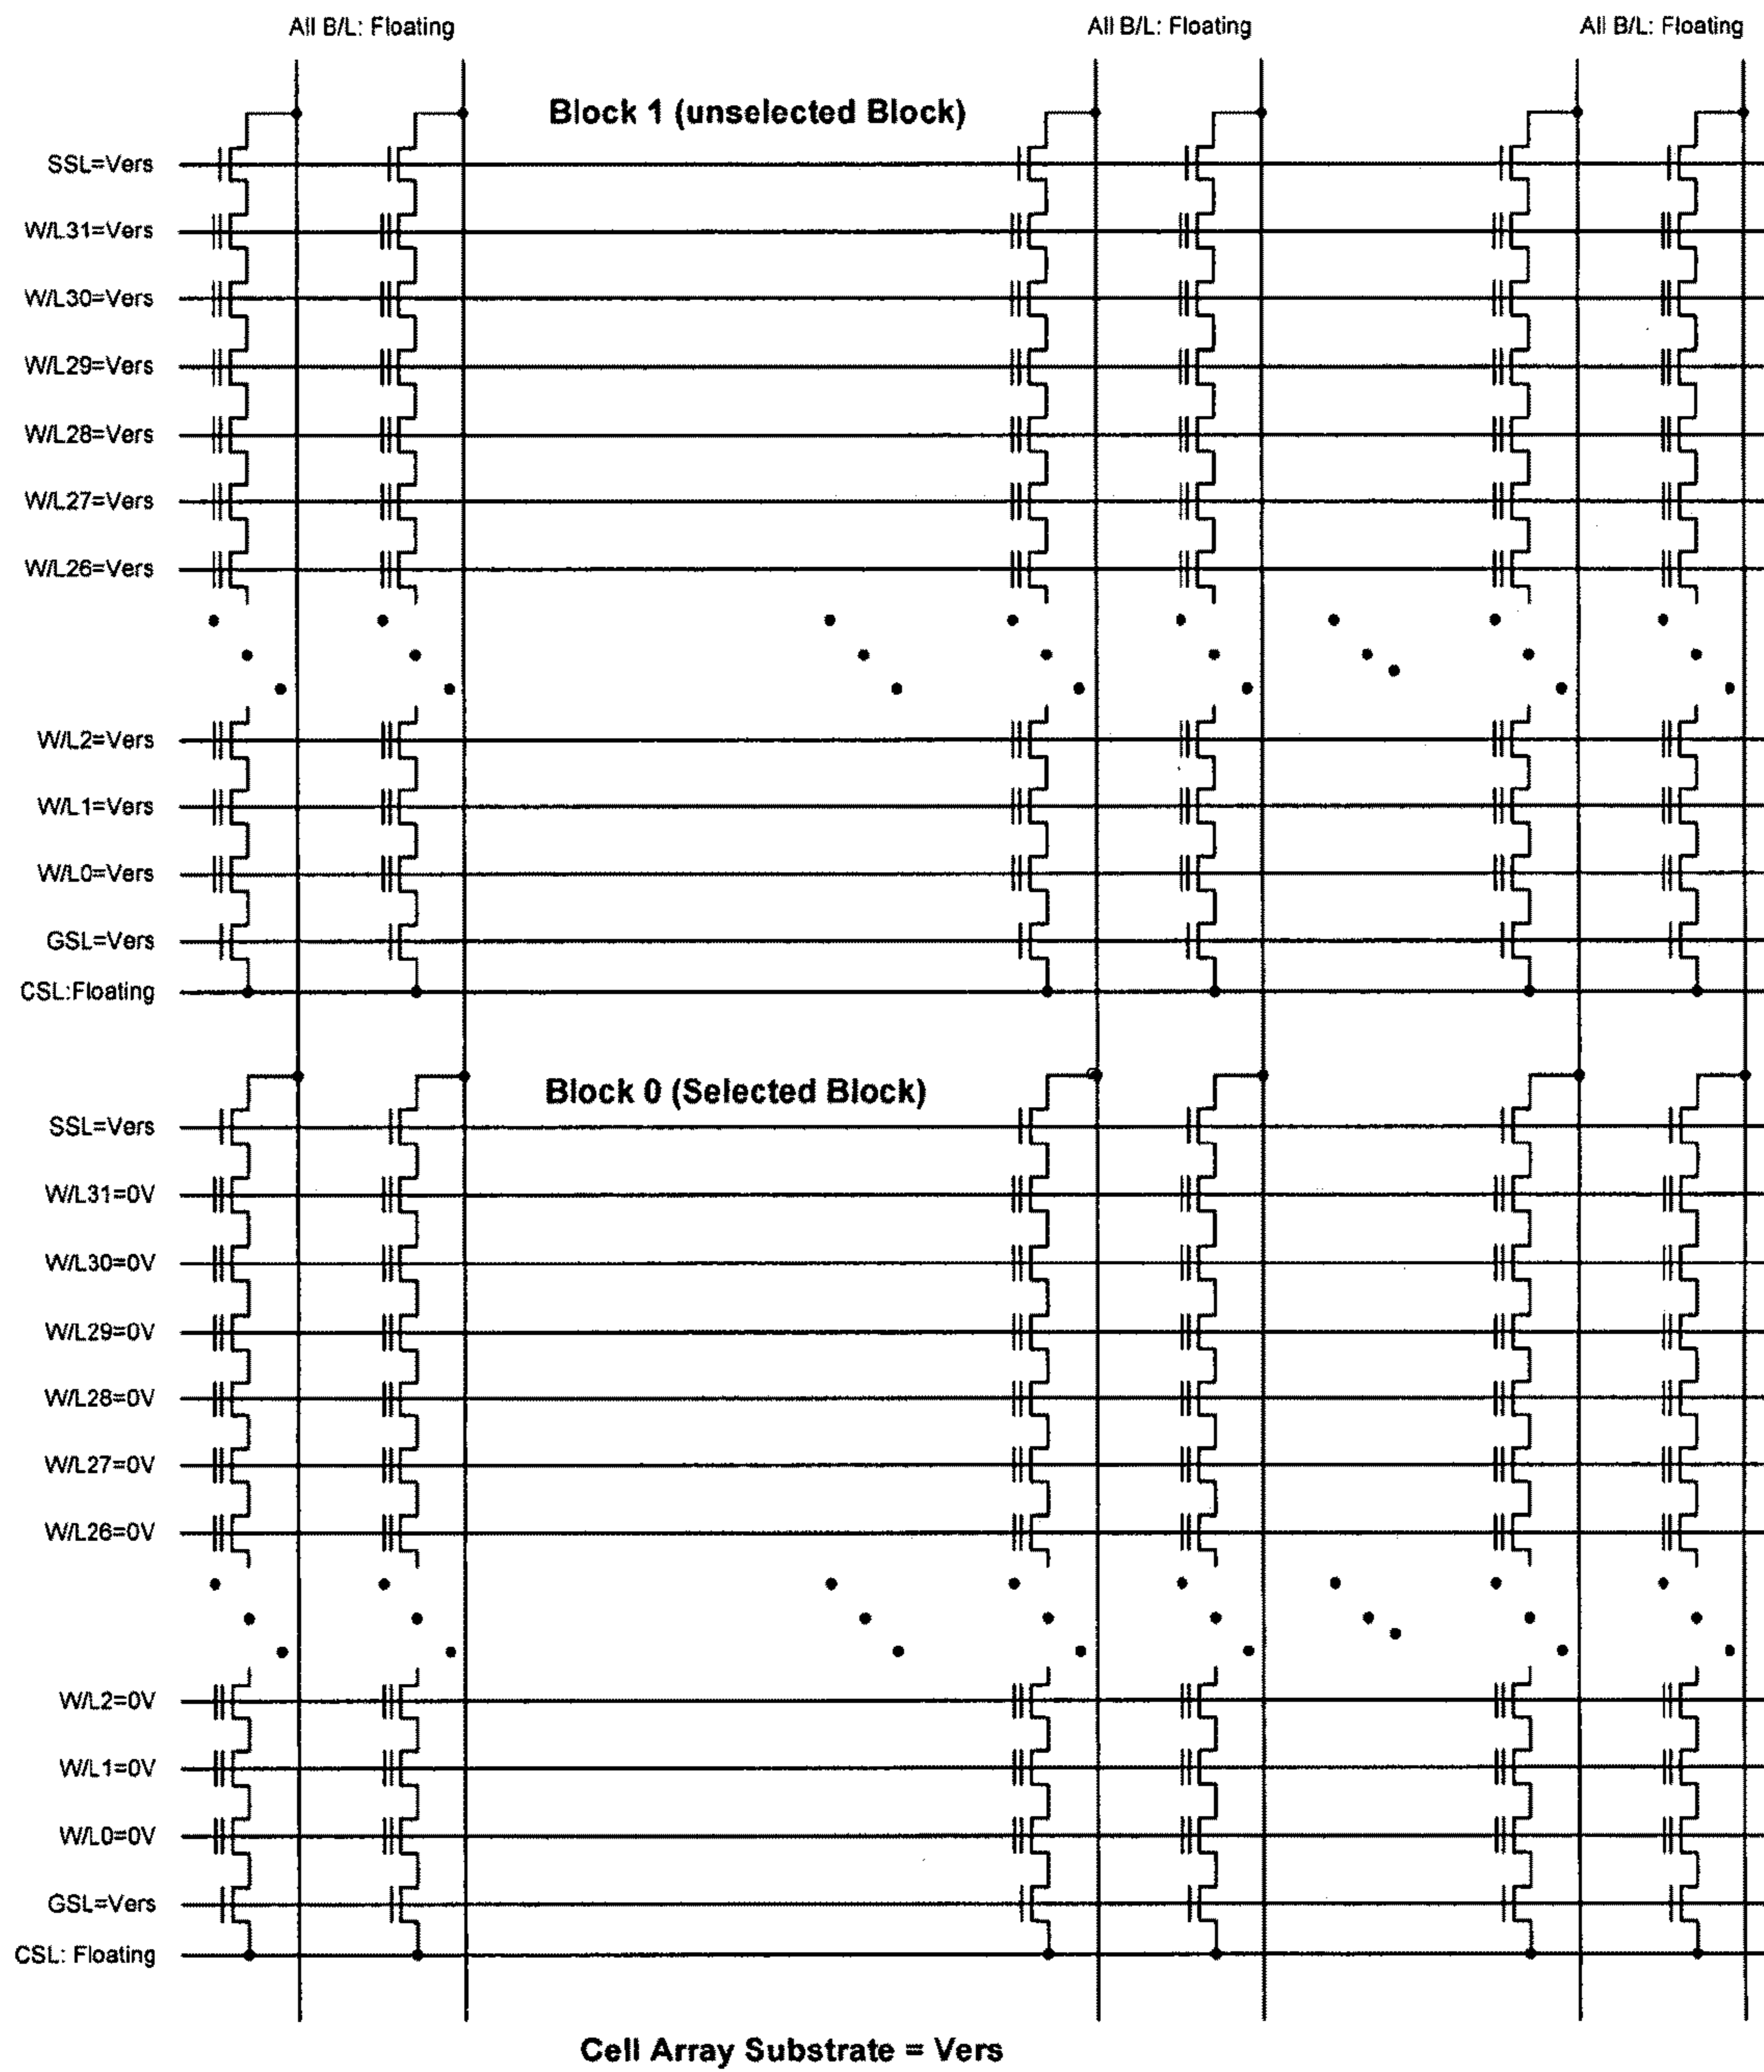 All B/L: Floating All B/L: Floating All B/L: Floating
Block 1 (unselected Block)
SSL=Vers
W/L31=Vers
W/L30=Vers
W/L29=Vers
W/L28=Vers
W/L27=Vers
W/L26=Vers
W/L2=Vers
W/L1=Vers
W/L0=Vers
GSL=Vers
CSL:Floating
Block 0 (Selected Block)
SSL=Vers
W/L31=0V
W/L30=0V
W/L29=0V
W/L28=0V
W/L27=0V
W/L26=0V
W/L2=0V
W/L1=0V
W/L0=0V
GSL=Vers
CSL: Floating
Cell Array Substrate = Vers